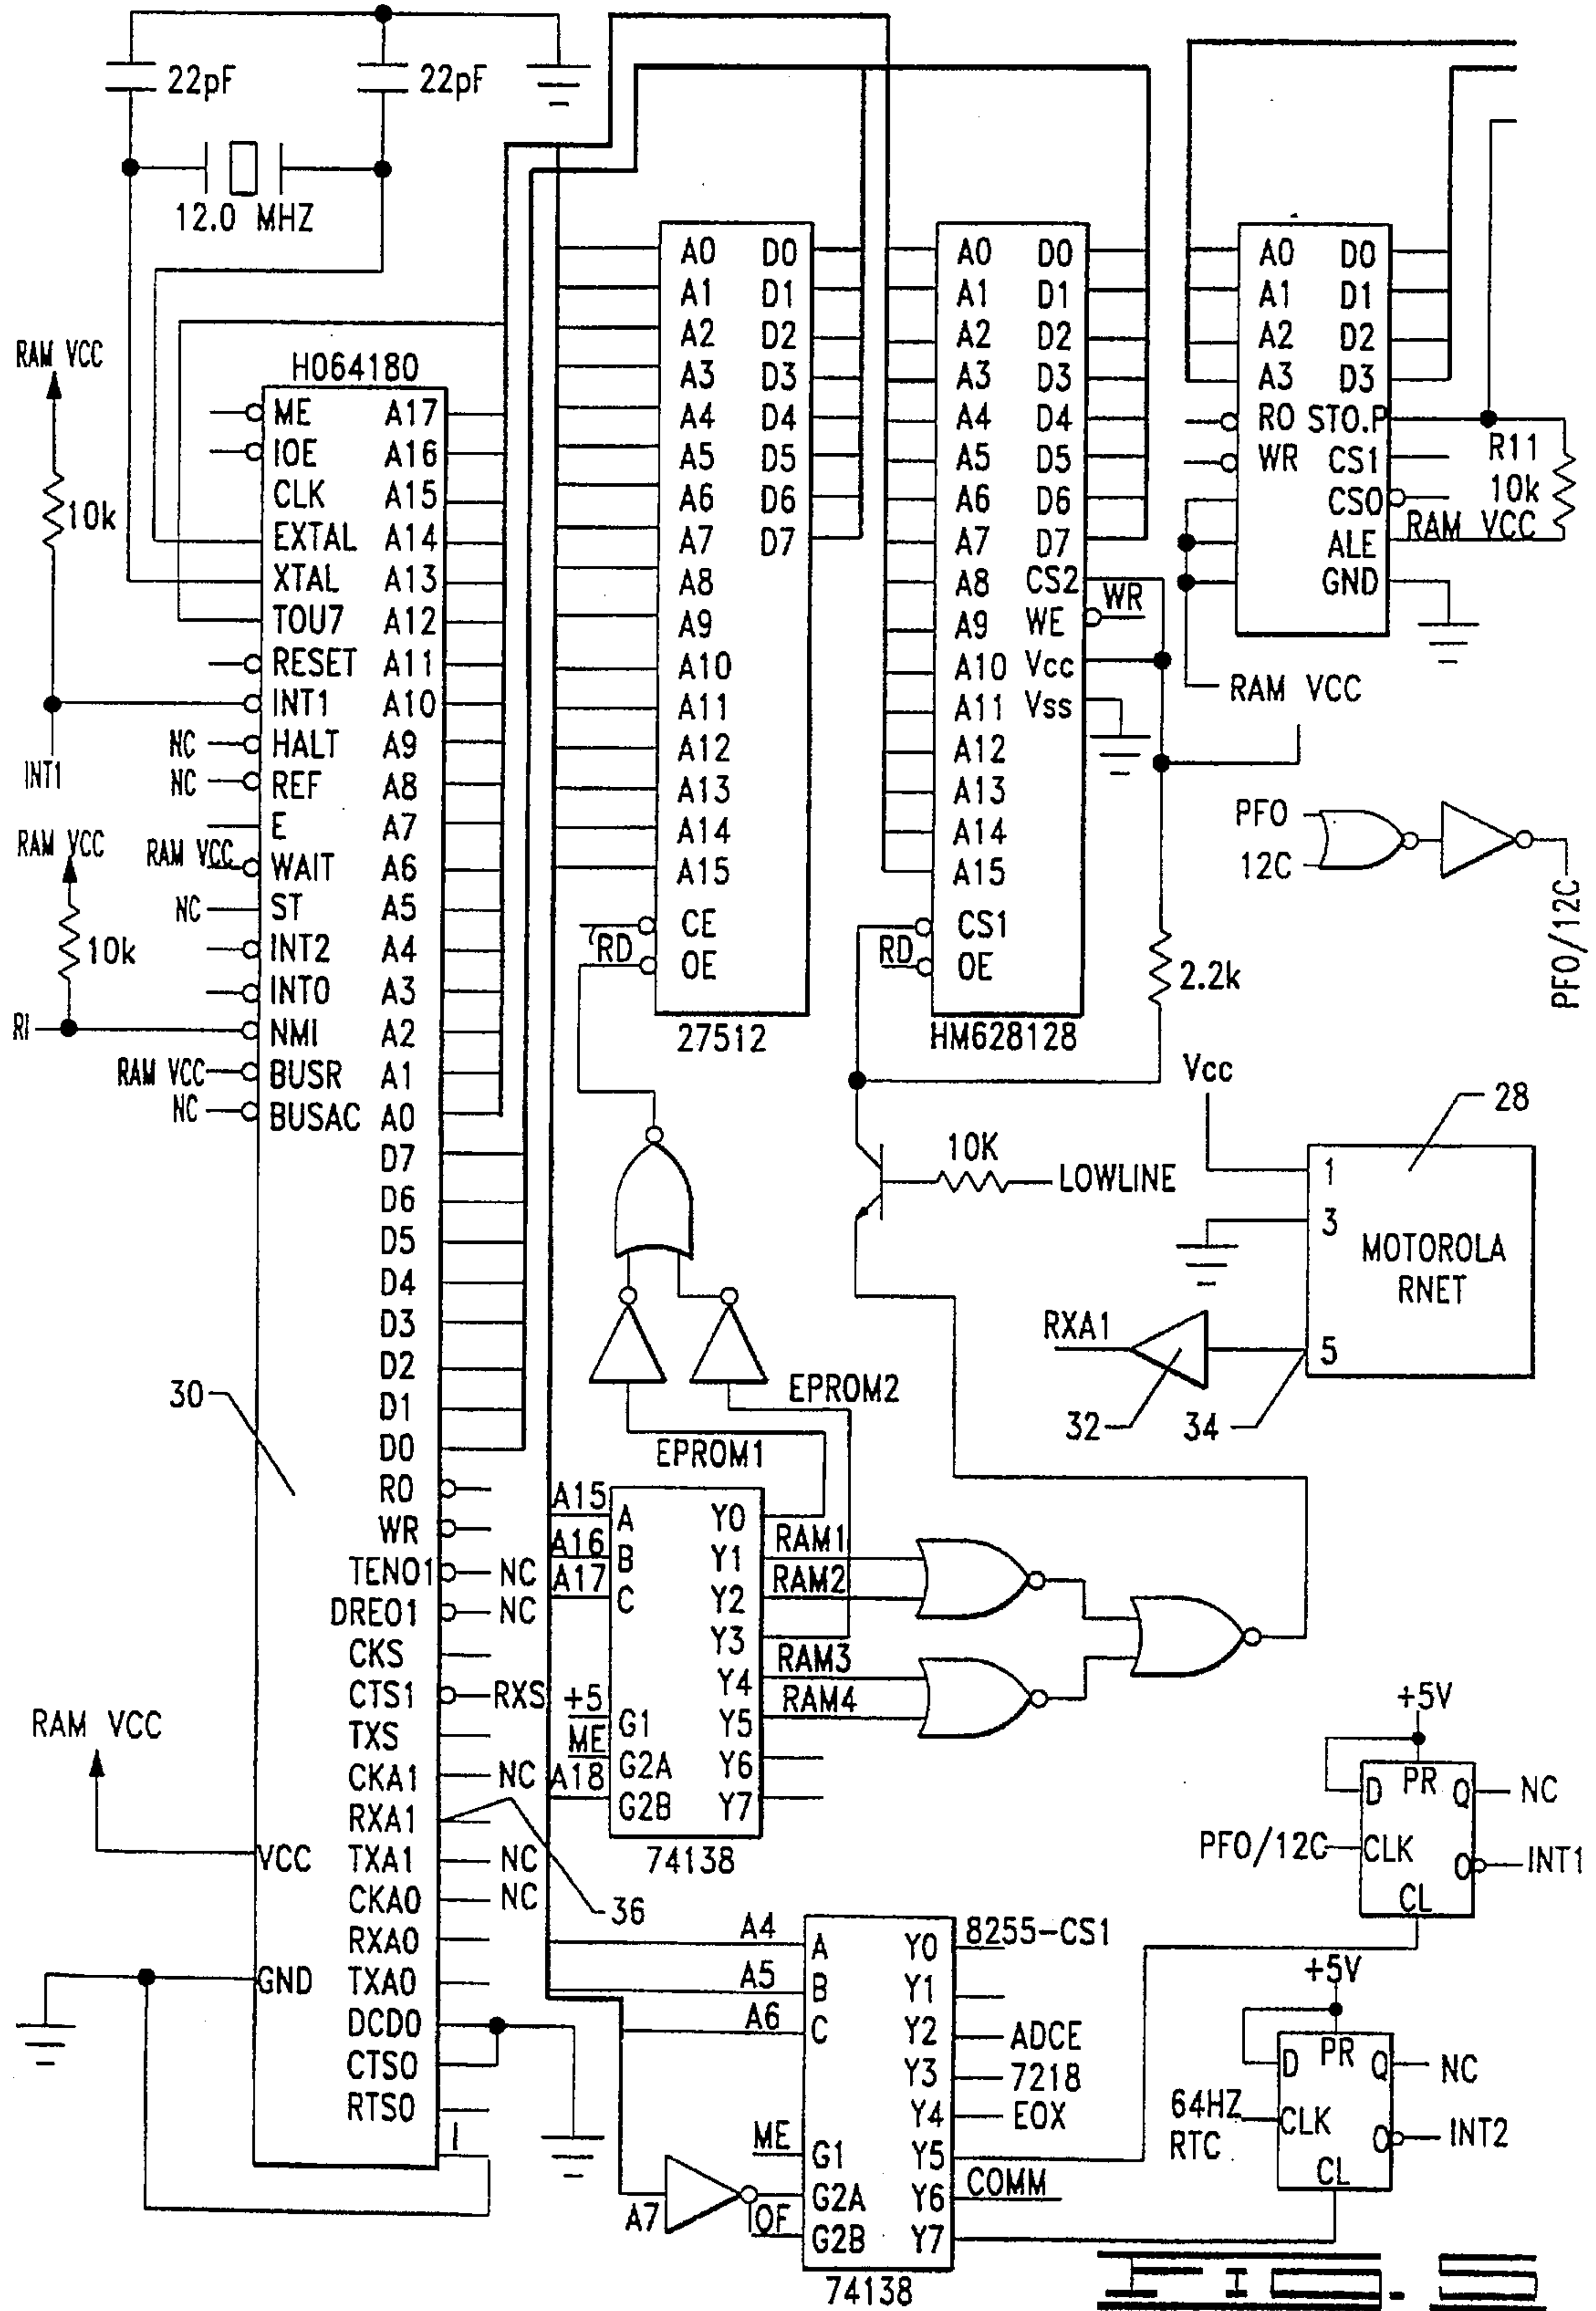 22pF
22pF
12.0 MHZ
RAM VCC
10k
INT1
RAM VCC
10k
RI
H064180
ME A17
IOE A16
CLK A15
EXTAL A14
XTAL A13
TOU7 A12
RESET A11
INT1 A10
NC HALT A9
NC REF A8
E A7
RAM VCC WAIT A6
NC ST A5
INT2 A4
INT0 A3
NMI A2
RAM VCC BUSR A1
NC BUSAC A0
D7
D6
D5
D4
D3
D2
D1
D0
30
RO
WR
TENO1 NC
DREO1 NC
CKS
CTS1 RXS
TXS
CKA1 NC
RXA1
36
RAM VCC
VCC TXA1 NC
CKA0 NC
RXA0
GND TXA0
DCD0
CTS0
RTS0
I
A0 D0
A1 D1
A2 D2
A3 D3
A4 D4
A5 D5
A6 D6
A7 D7
A8
A9
A10
A11
A12
A13
A14
A15
CE
RD
OE
27512
A0 D0
A1 D1
A2 D2
A3 D3
A4 D4
A5 D5
A6 D6
A7 D7
A8 CS2
WR
A9 WE
A10 Vcc
A11 Vss
A12
A13
A14
A15
CS1
RD
OE
HM628128
2.2k
A0 D0
A1 D1
A2 D2
A3 D3
RO STO.P
WR CS1
CS0
ALE
GND
R11
10k
RAM VCC
RAM VCC
PFO
12C
PFO/12C
Vcc
28
1
3
MOTOROLA
RNET
5
RXA1
32
34
10K
LOWLINE
EPROM2
EPROM1
A15 A Y0
A16 B Y1 RAM1
A17 C Y2 RAM2
Y3
Y4 RAM3
+5 G1 Y5 RAM4
ME G2A Y6
A18 G2B Y7
74138
A4 A Y0 8255-CS1
A5 B Y1
A6 C Y2 ADCE
Y3 7218
Y4 EOX
ME G1 Y5
G2A Y6 COMM
A7
OF G2B Y7
74138
+5V
D PR Q NC
PFO/12C CLK
Q INT1
CL
+5V
D PR Q NC
64HZ
RTC
CLK
Q INT2
CL
FIG. 5